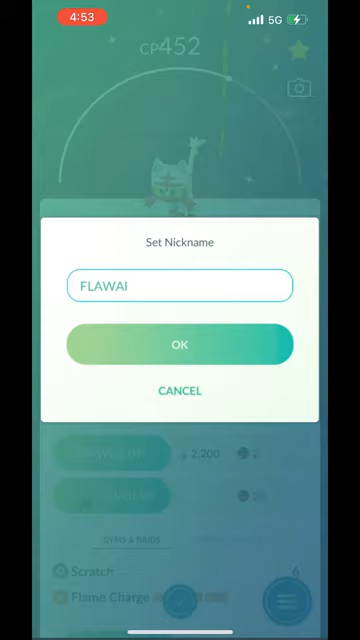 4:53
5G
CP452
Set Nickname
FLAWAI
OK
CANCEL
2,200
GYMS & RAIDS
Scratch 6
Flame Charge